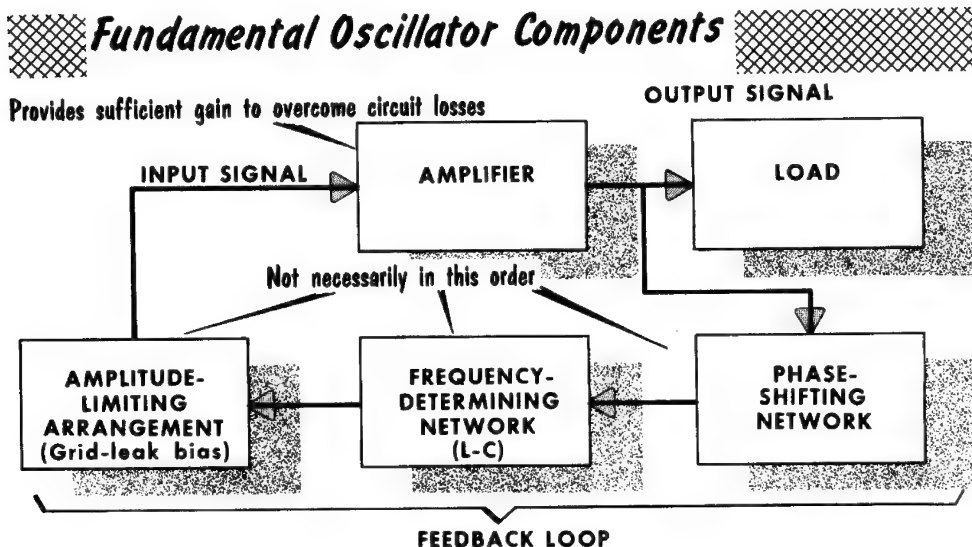 Fundamental Oscillator Components
Provides sufficient gain to overcome circuit losses
OUTPUT SIGNAL
INPUT SIGNAL
AMPLIFIER
LOAD
Not necessarily in this order
AMPLITUDE-
LIMITING
ARRANGEMENT
(Grid-leak bias)
FREQUENCY-
DETERMINING
NETWORK
(L-C)
PHASE-
SHIFTING
NETWORK
FEEDBACK LOOP